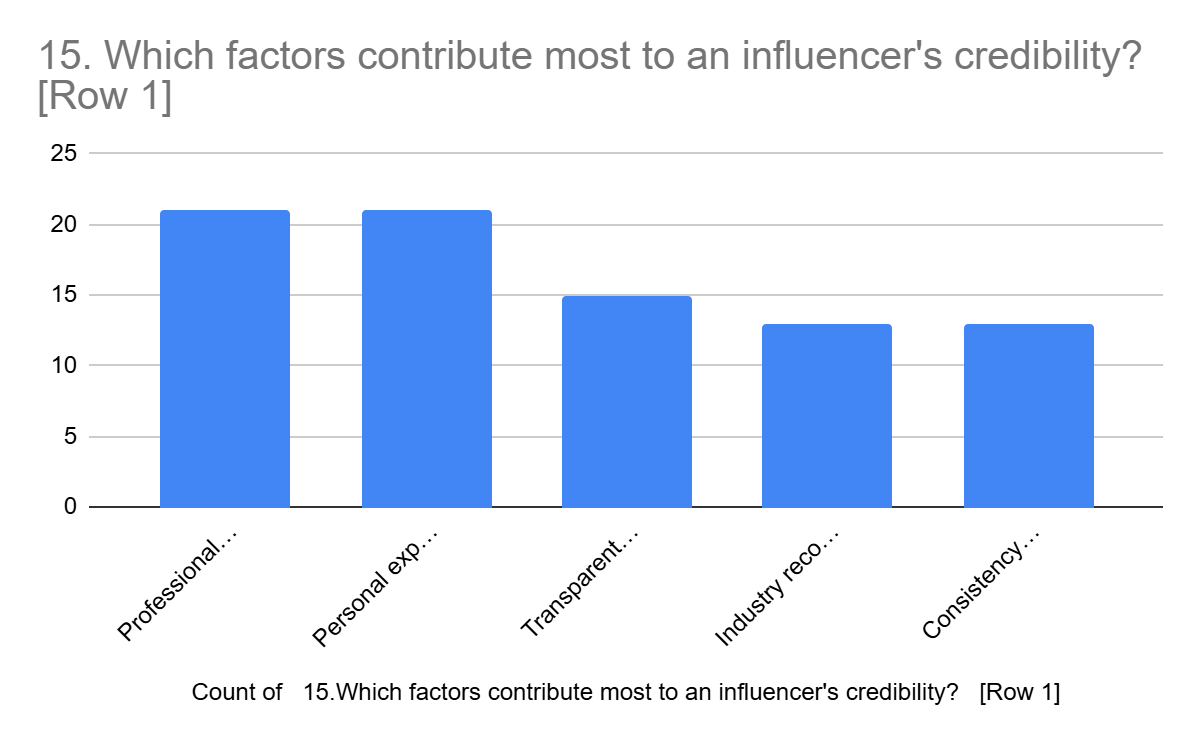 15. Which factors contribute most to an influencer's credibility?
[Row 1]
25
20
15
10
5
0
Professional…
Personal exp…
Transparent…
Industry reco…
Consistency…
Count of   15.Which factors contribute most to an influencer's credibility?   [Row 1]